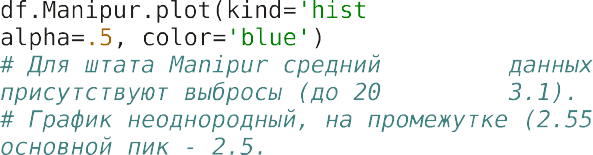 df.Manipur.plot(kind='hist
alpha=.5, color='blue')
# Для штата Manipur средний данных
присутствуют выбросы (до 20 3.1).
# График неоднородный, на промежутке (2.55
основной пик - 2.5.